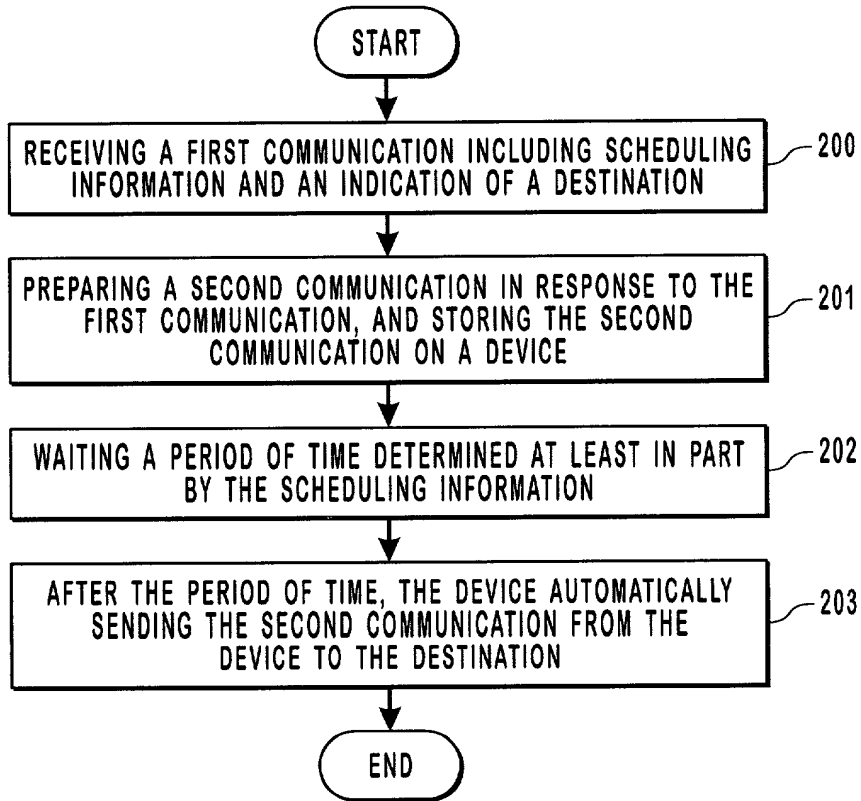 START
RECEIVING A FIRST COMMUNICATION INCLUDING SCHEDULING
INFORMATION AND AN INDICATION OF A DESTINATION
200
PREPARING A SECOND COMMUNICATION IN RESPONSE TO THE
FIRST COMMUNICATION, AND STORING THE SECOND
COMMUNICATION ON A DEVICE
201
WAITING A PERIOD OF TIME DETERMINED AT LEAST IN PART
BY THE SCHEDULING INFORMATION
202
AFTER THE PERIOD OF TIME, THE DEVICE AUTOMATICALLY
SENDING THE SECOND COMMUNICATION FROM THE
DEVICE TO THE DESTINATION
203
END